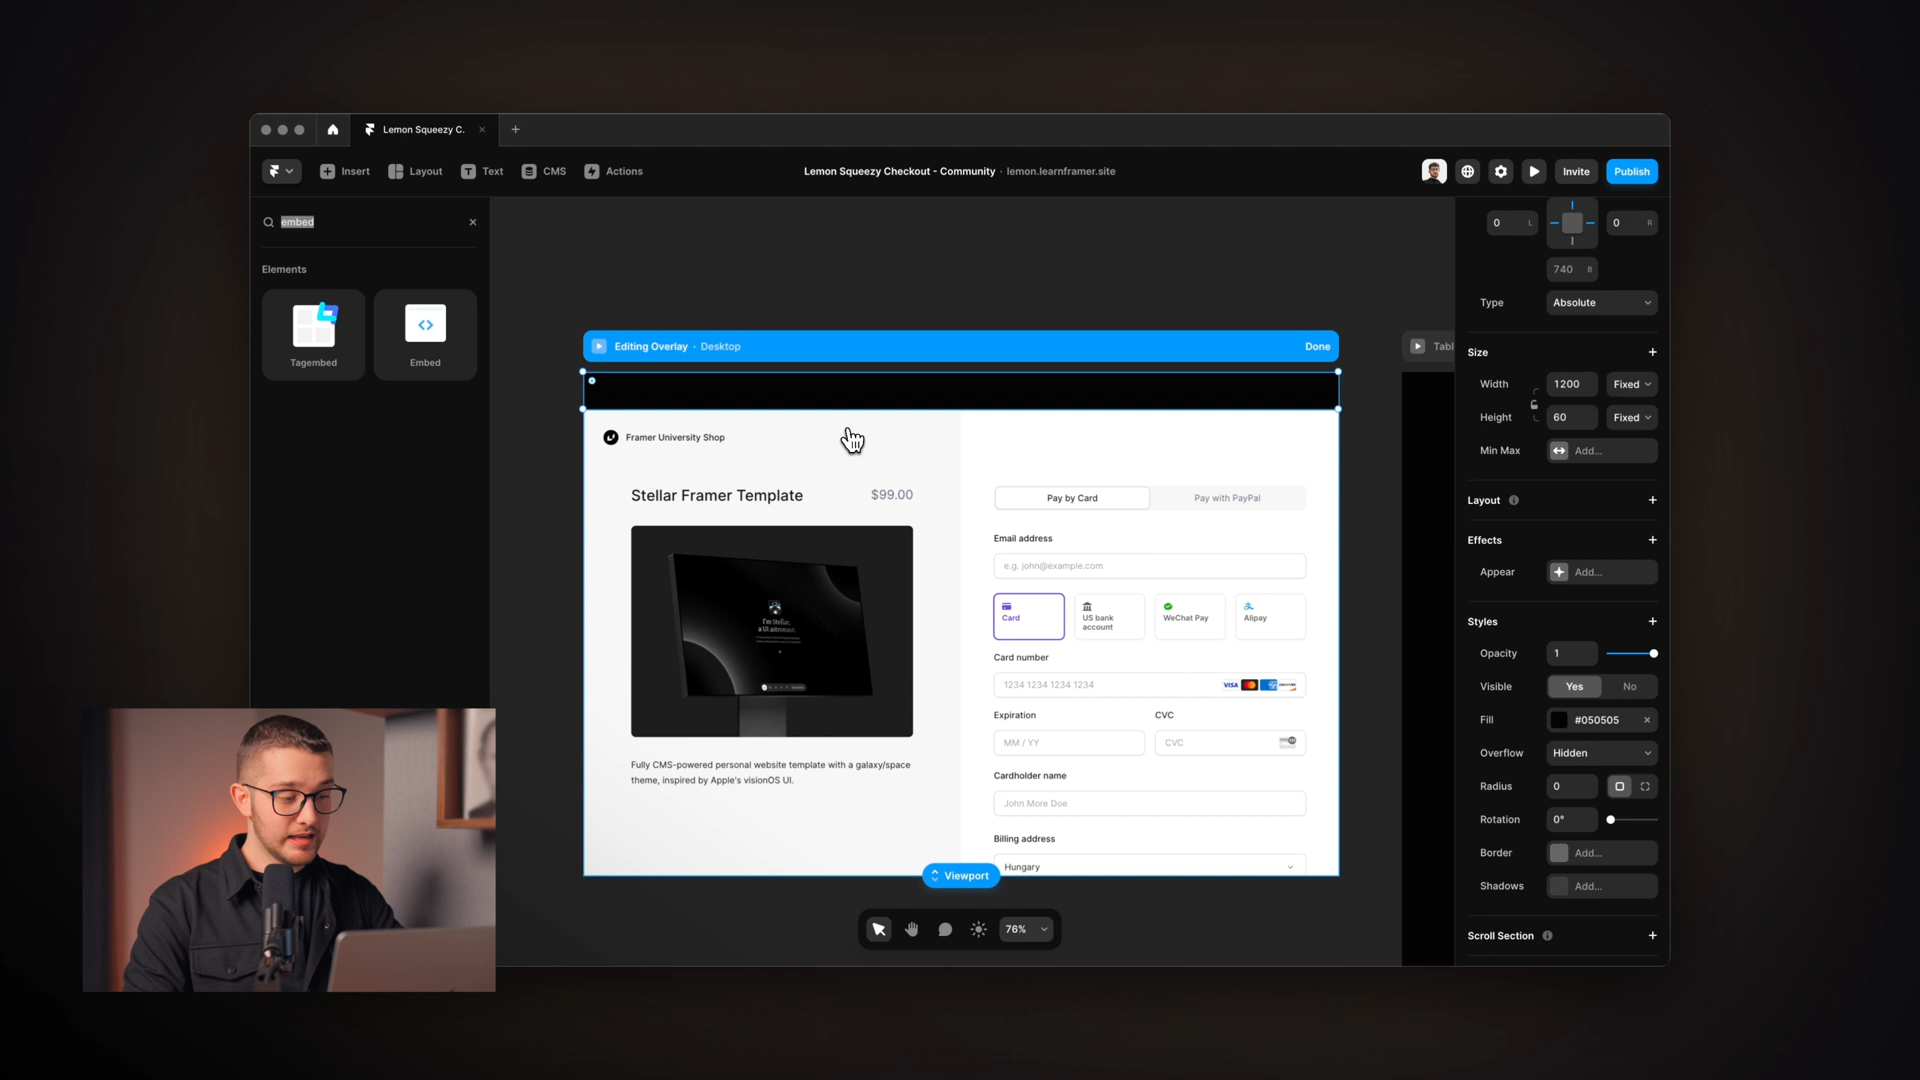 Lemon Squeezy C.
Insert
Layout
Text
CMS
Actions
Lemon Squeezy Checkout - Community · lemon.learnframer.site
Invite
Publish
embed
Elements
Tagembed
Embed
Editing Overlay · Desktop
Done
Tabl
Framer University Shop
Stellar Framer Template
$99.00
I'm Stellar,
a UI astronaut.
Fully CMS-powered personal website template with a galaxy/space
theme, inspired by Apple's visionOS UI.
Pay by Card
Pay with PayPal
Email address
e.g. john@example.com
Card
US bank
account
WeChat Pay
Alipay
Card number
1234 1234 1234 1234
VISA
Expiration
CVC
MM / YY
CVC
Cardholder name
John More Doe
Billing address
Hungary
Viewport
76%
0 L
0 R
740 B
Type
Absolute
Size
Width
1200
Fixed
Height
60
Fixed
Min Max
Add...
Layout
Effects
Appear
Add...
Styles
Opacity
1
Visible
Yes
No
Fill
#050505
Overflow
Hidden
Radius
0
Rotation
0°
Border
Add...
Shadows
Add...
Scroll Section